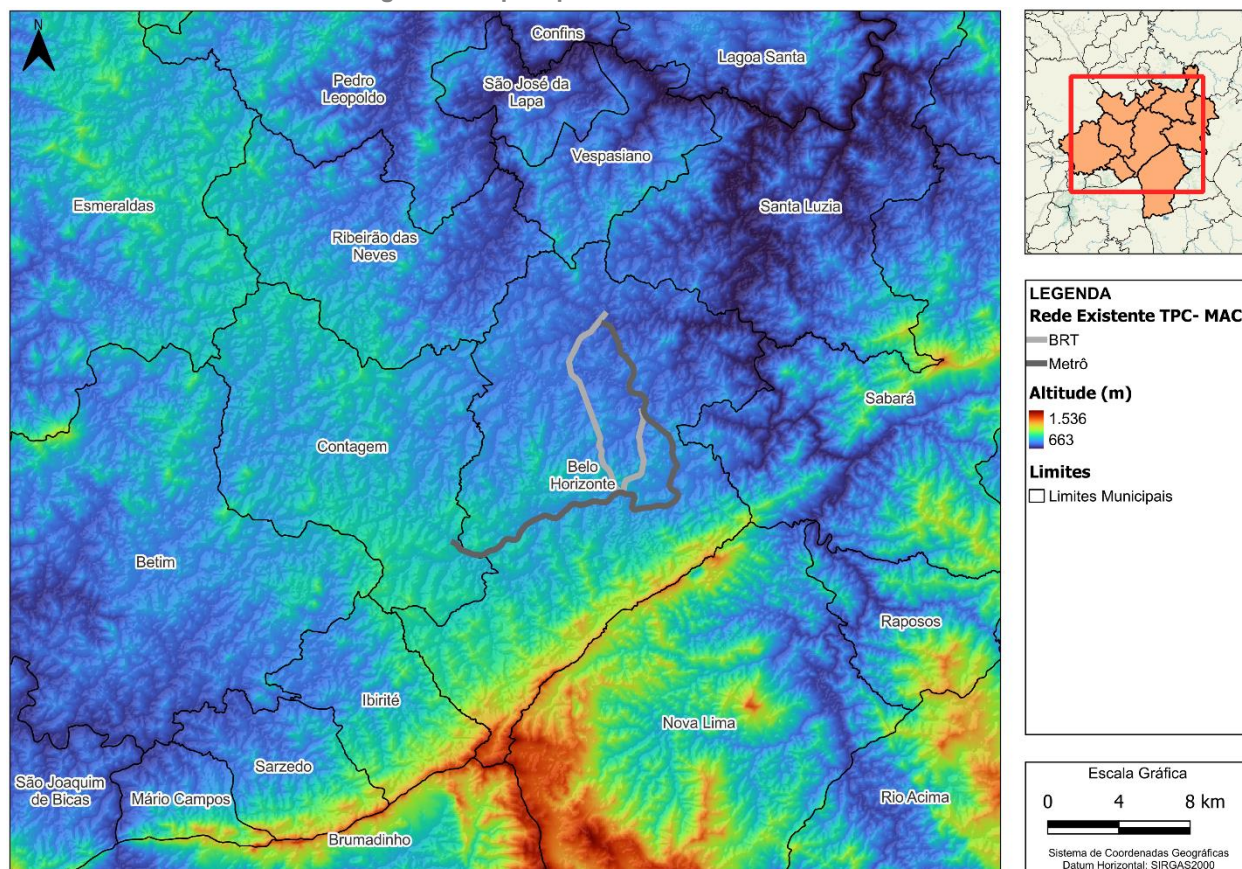 N
Confins
Lagoa Santa
Pedro
Leopoldo
São José da
Lapa
Vespasiano
Esmeraldas
Santa Luzia
Ribeirão das
Neves
Sabará
Contagem
Belo
Horizonte
Betim
Raposos
Ibirité
Nova Lima
Sarzedo
São Joaquim
de Bicas
Mário Campos
Rio Acima
Brumadinho
LEGENDA
Rede Existente TPC- MAC
BRT
Metrô
Altitude (m)
1.536
663
Limites
Limites Municipais
Escala Gráfica
0 4 8 km
Sistema de Coordenadas Geográficas
Datum Horizontal: SIRGAS2000